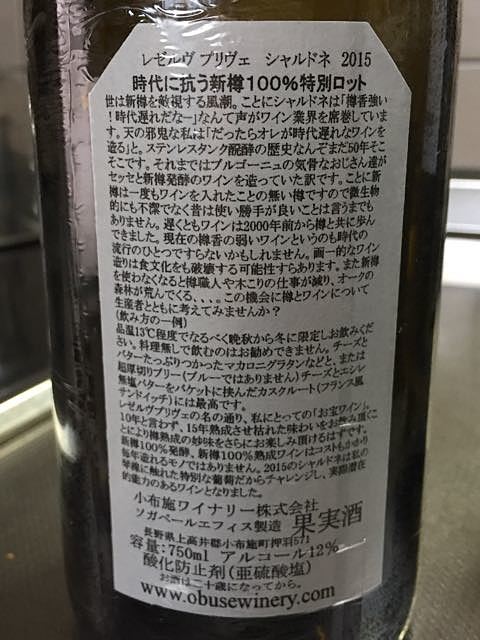 レゼルヴ プリヴェ シャルドネ 2015
時代に抗う新樽100%特別ロット
世は新樽を敵視する風潮。ことにシャルドネは「樽香強い
！時代遅れだな〜」なんて声がワイン業界を席巻していま
す。天の邪鬼な私は「だったらオレが時代遅れなワインを
造る」と。ステンレスタンク醗酵の歴史なんぞまだ50年そこ
そこです。それまではブルゴーニュの気骨なおじさん達が
セッセと新樽発酵のワインを造っていた訳です。ことに新
樽は一度もワインを入れたことの無い樽ですので微生物
的にも不潔でなく昔は使い勝手が良いことは言うまでも
ありません。遅くともワインは2000年前から樽と共に歩ん
できました。現在の樽香の弱いワインというのも時代の
流行のひとつですらないかもしれません。画一的なワイン
造りは食文化をも破壊する可能性すらあります。また新樽
を使わなくなると樽職人や木こりの仕事が減り、オークの
森林が荒んでくる、、、。この機会に樽とワインについて
生産者とともに考えてみませんか？
(飲み方の一例)
品温13℃程度でなるべく晩秋から冬に限定しお飲みくだ
さい。料理無しで飲むのはお勧めできません。チーズと
バターたっぷりつかったマカロニグラタンなどと、または
超厚切りブリー(ブルーではありません)チーズとエシレ
無塩バターをバケットに挟んだカスクルート(フランス風
サンドイッチ)には最高です。
レゼルヴプリヴェの名の通り、私にとっての「お宝ワイン」。
10年と言わず、15年熟成させ枯れた味わいをお飲み頂くこ
とにより樽熟成の妙味をさらにお楽しみ頂けるはずです。
新樽100%発酵、新樽100%熟成ワインはコストもかかり
毎年造れるモノではありません。2015のシャルドネは私の
琴線に触れた特別な葡萄だからチャレンジし、実際潜在
的能力のあるワインとなりました。
小布施ワイナリー株式会社
ソガペールエフィス製造 果実酒
長野県上高井郡小布施町押羽571
容量：750ml アルコール12%
酸化防止剤(亜硫酸塩)
お酒は二十歳になってから。
www.obusewinery.com